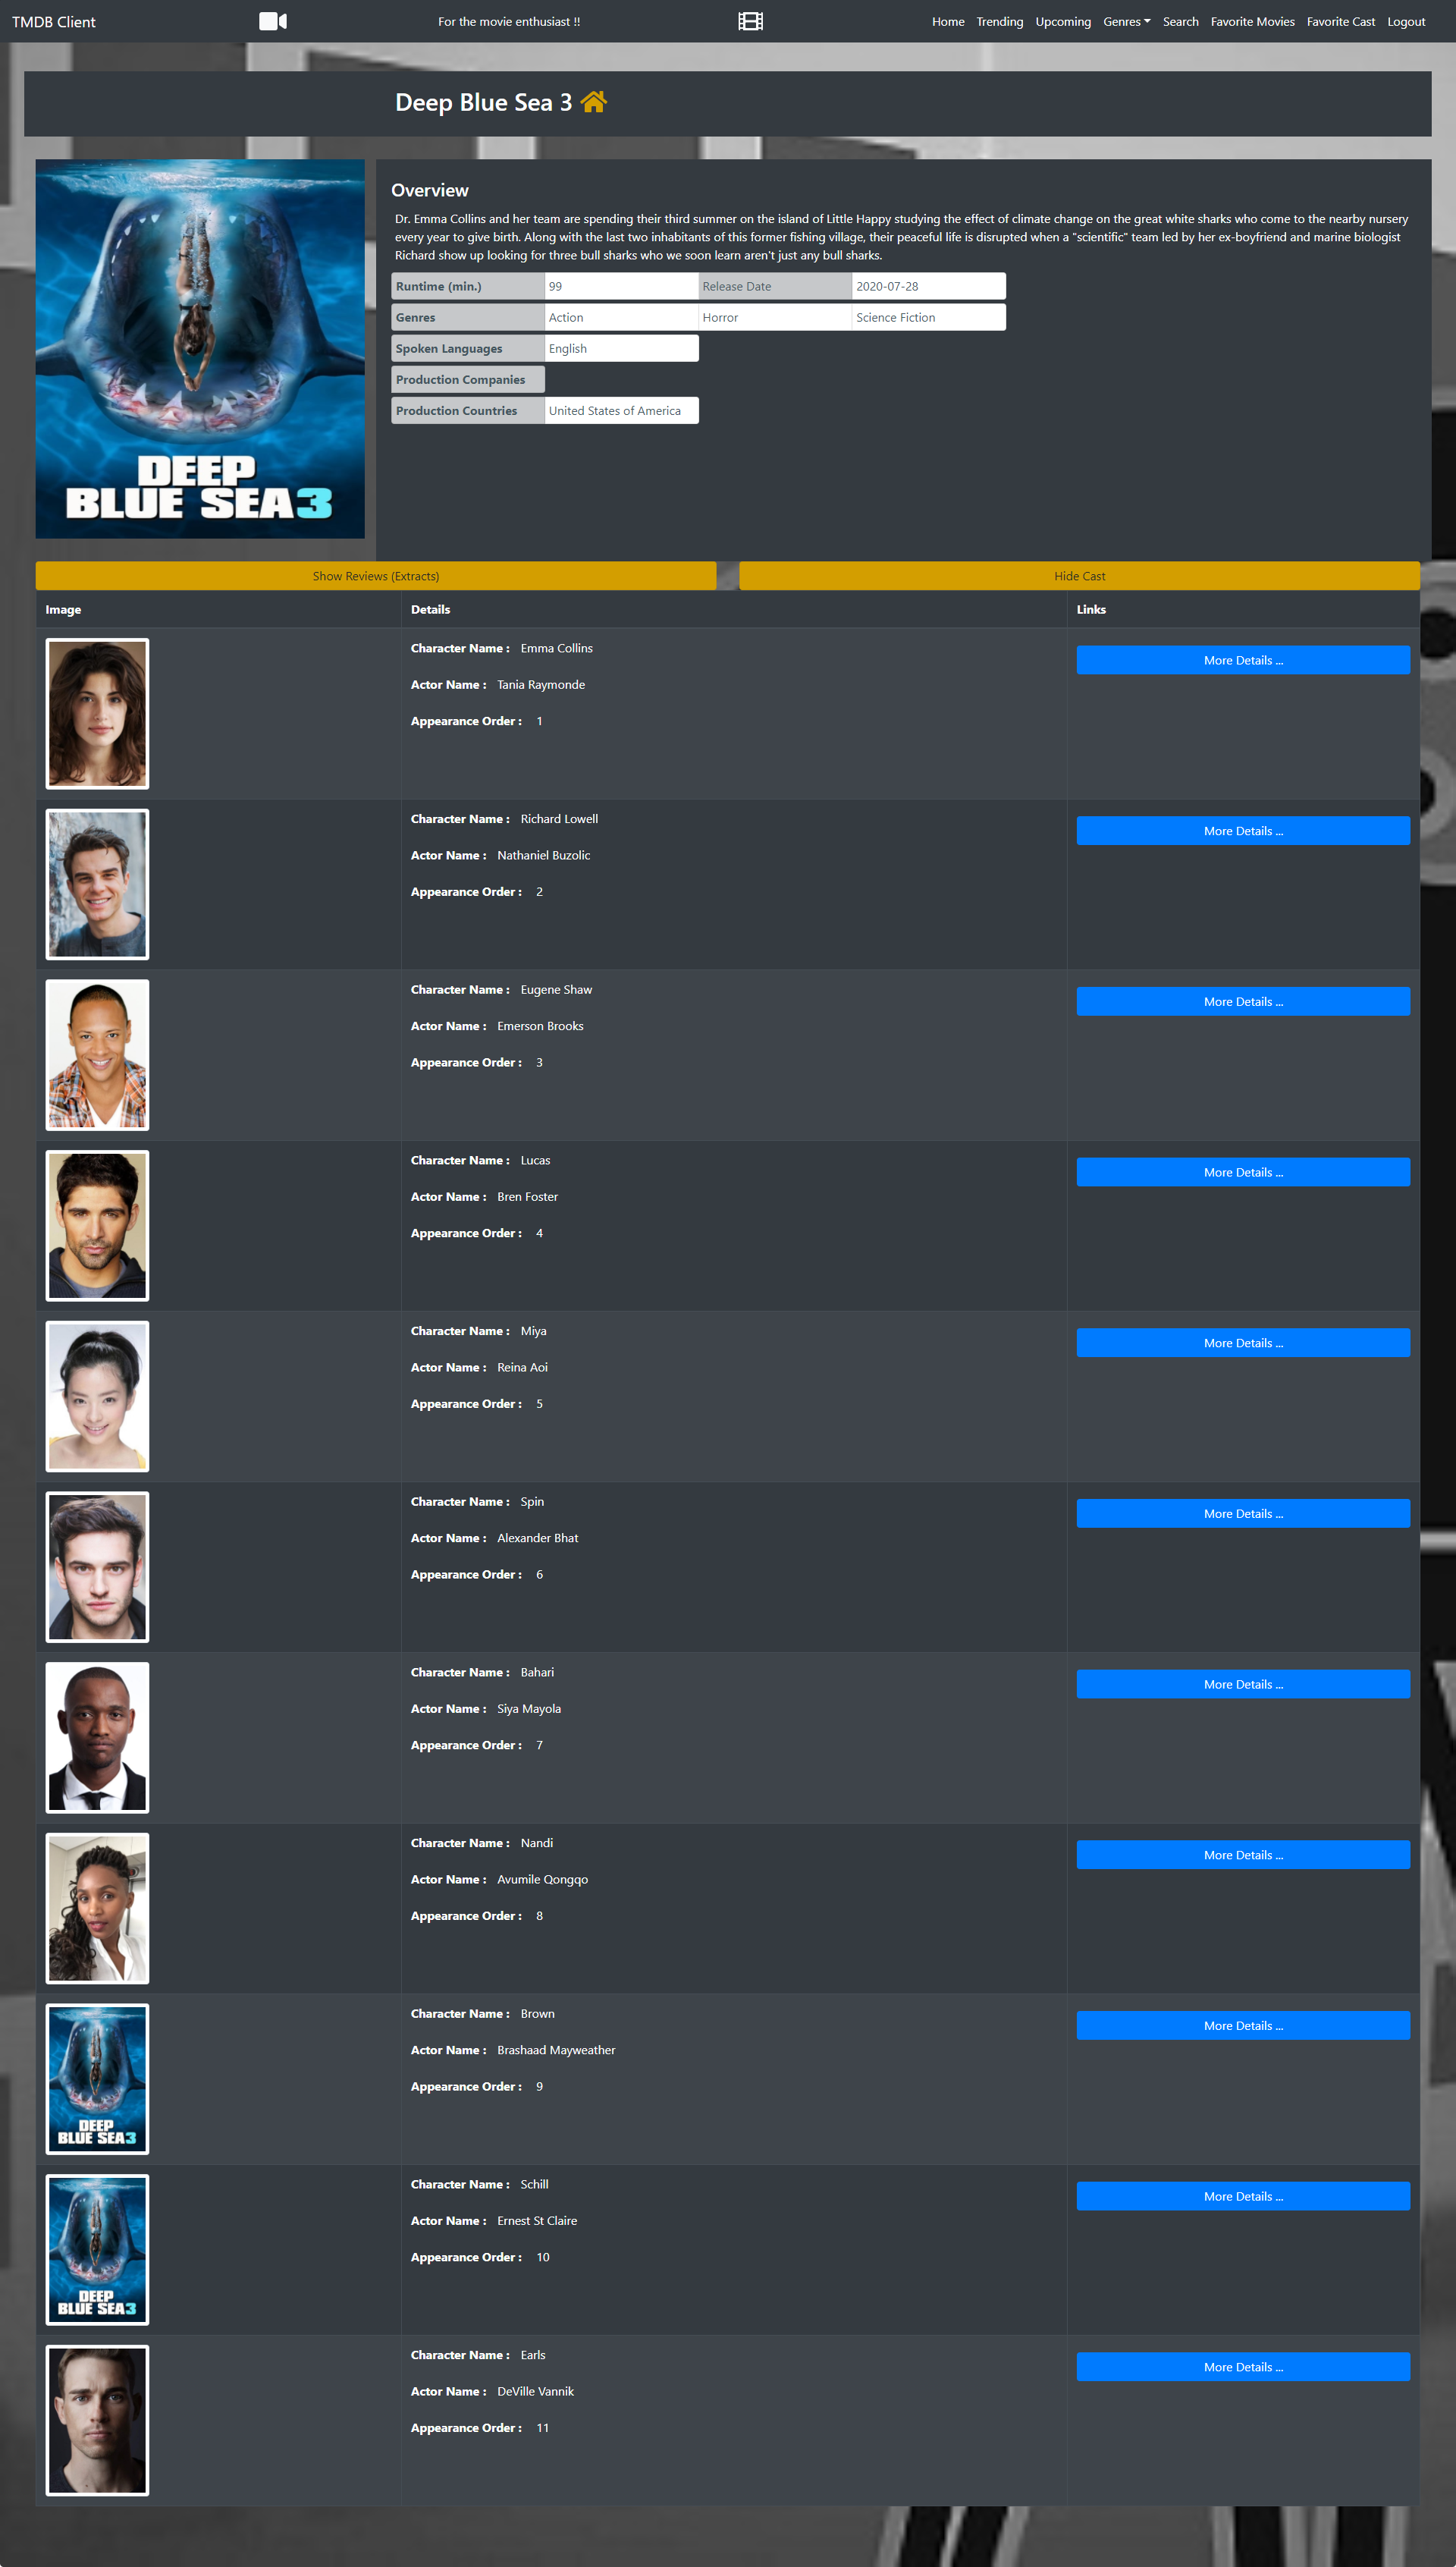 TMDB Client
For the movie enthusiast !!
Home Trending Upcoming Genres Search Favorite Movies Favorite Cast Logout
Deep Blue Sea 3
DEEP
BLUE SEA 3
Overview
Dr. Emma Collins and her team are spending their third summer on the island of Little Happy studying the effect of climate change on the great white sharks who come to the nearby nursery
every year to give birth. Along with the last two inhabitants of this former fishing village, their peaceful life is disrupted when a "scientific" team led by her ex-boyfriend and marine biologist
Richard show up looking for three bull sharks who we soon learn aren't just any bull sharks.
Runtime (min.) 99 Release Date 2020-07-28
Genres Action Horror Science Fiction
Spoken Languages English
Production Companies
Production Countries United States of America
Show Reviews (Extracts) Hide Cast
Image Details Links
Character Name : Emma Collins
More Details ...
Actor Name : Tania Raymonde
Appearance Order : 1
Character Name : Richard Lowell
More Details ...
Actor Name : Nathaniel Buzolic
Appearance Order : 2
Character Name : Eugene Shaw
More Details ...
Actor Name : Emerson Brooks
Appearance Order : 3
Character Name : Lucas
More Details ...
Actor Name : Bren Foster
Appearance Order : 4
Character Name : Miya
More Details ...
Actor Name : Reina Aoi
Appearance Order : 5
Character Name : Spin
More Details ...
Actor Name : Alexander Bhat
Appearance Order : 6
Character Name : Bahari
More Details ...
Actor Name : Siya Mayola
Appearance Order : 7
Character Name : Nandi
More Details ...
Actor Name : Avumile Qongqo
Appearance Order : 8
Character Name : Brown
More Details ...
Actor Name : Brashaad Mayweather
Appearance Order : 9
DEEP
BLUE SEA 3
Character Name : Schill
More Details ...
Actor Name : Ernest St Claire
Appearance Order : 10
DEEP
BLUE SEA 3
Character Name : Earls
More Details ...
Actor Name : DeVille Vannik
Appearance Order : 11